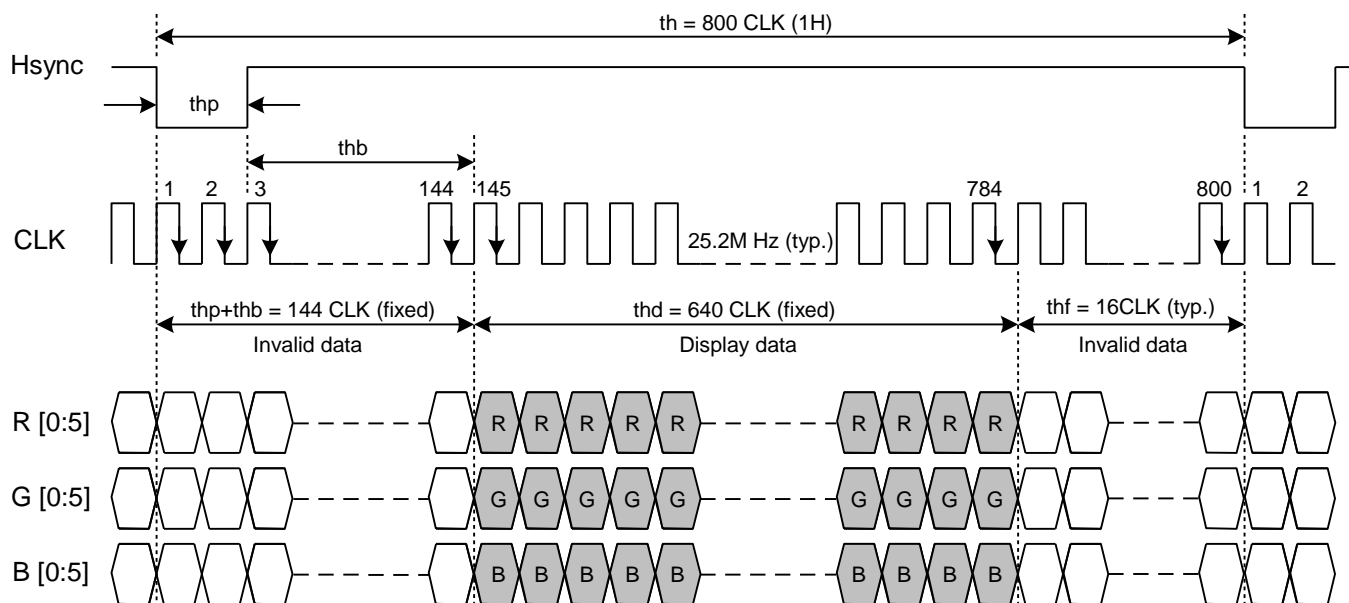 th = 800 CLK (1H)
Hsync
thp
thb
1 2 3 144 145 784 800 1 2
CLK
25.2M Hz (typ.)
thp+thb = 144 CLK (fixed) thd = 640 CLK (fixed) thf = 16CLK (typ.)
Invalid data Display data Invalid data
R [0:5] R R R R R R R R R
G [0:5] G G G G G G G G G
B [0:5] B B B B B B B B B